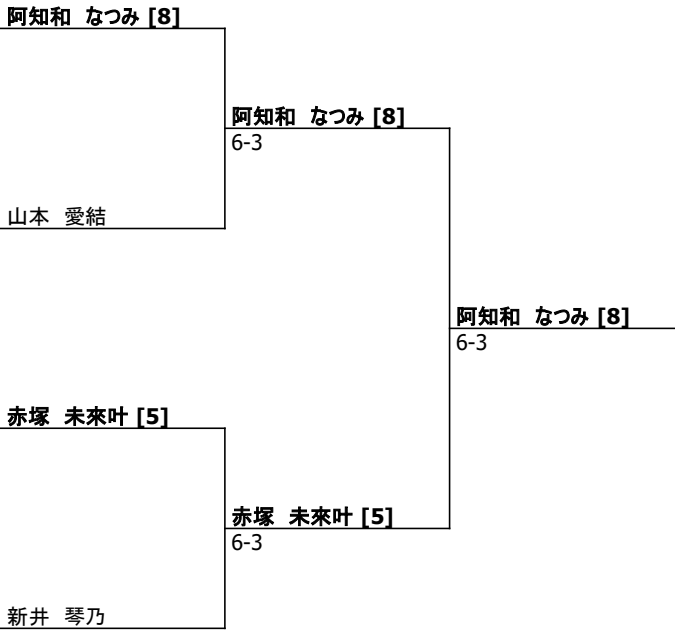 阿知和 なつみ [8]
阿知和 なつみ [8]
6-3
山本 愛結
阿知和 なつみ [8]
6-3
赤塚 未來叶 [5]
赤塚 未來叶 [5]
6-3
新井 琴乃